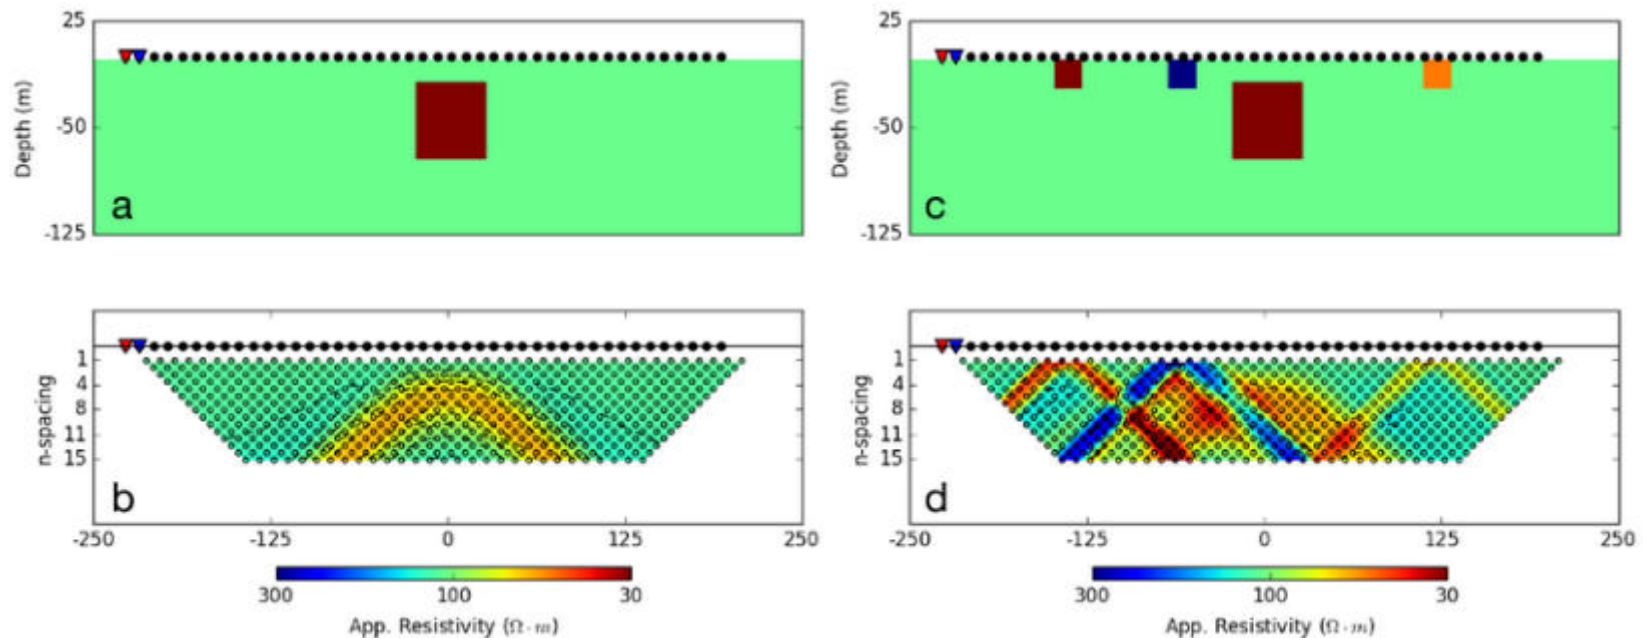 25
-50
-125
Depth (m)
a
25
-50
-125
Depth (m)
c
1
4
8
11
15
n-spacing
b
-250 -125 0 125 250
300 100 30
App. Resistivity (Ω·m)
1
4
8
11
15
n-spacing
d
-250 -125 0 125 250
300 100 30
App. Resistivity (Ω·m)